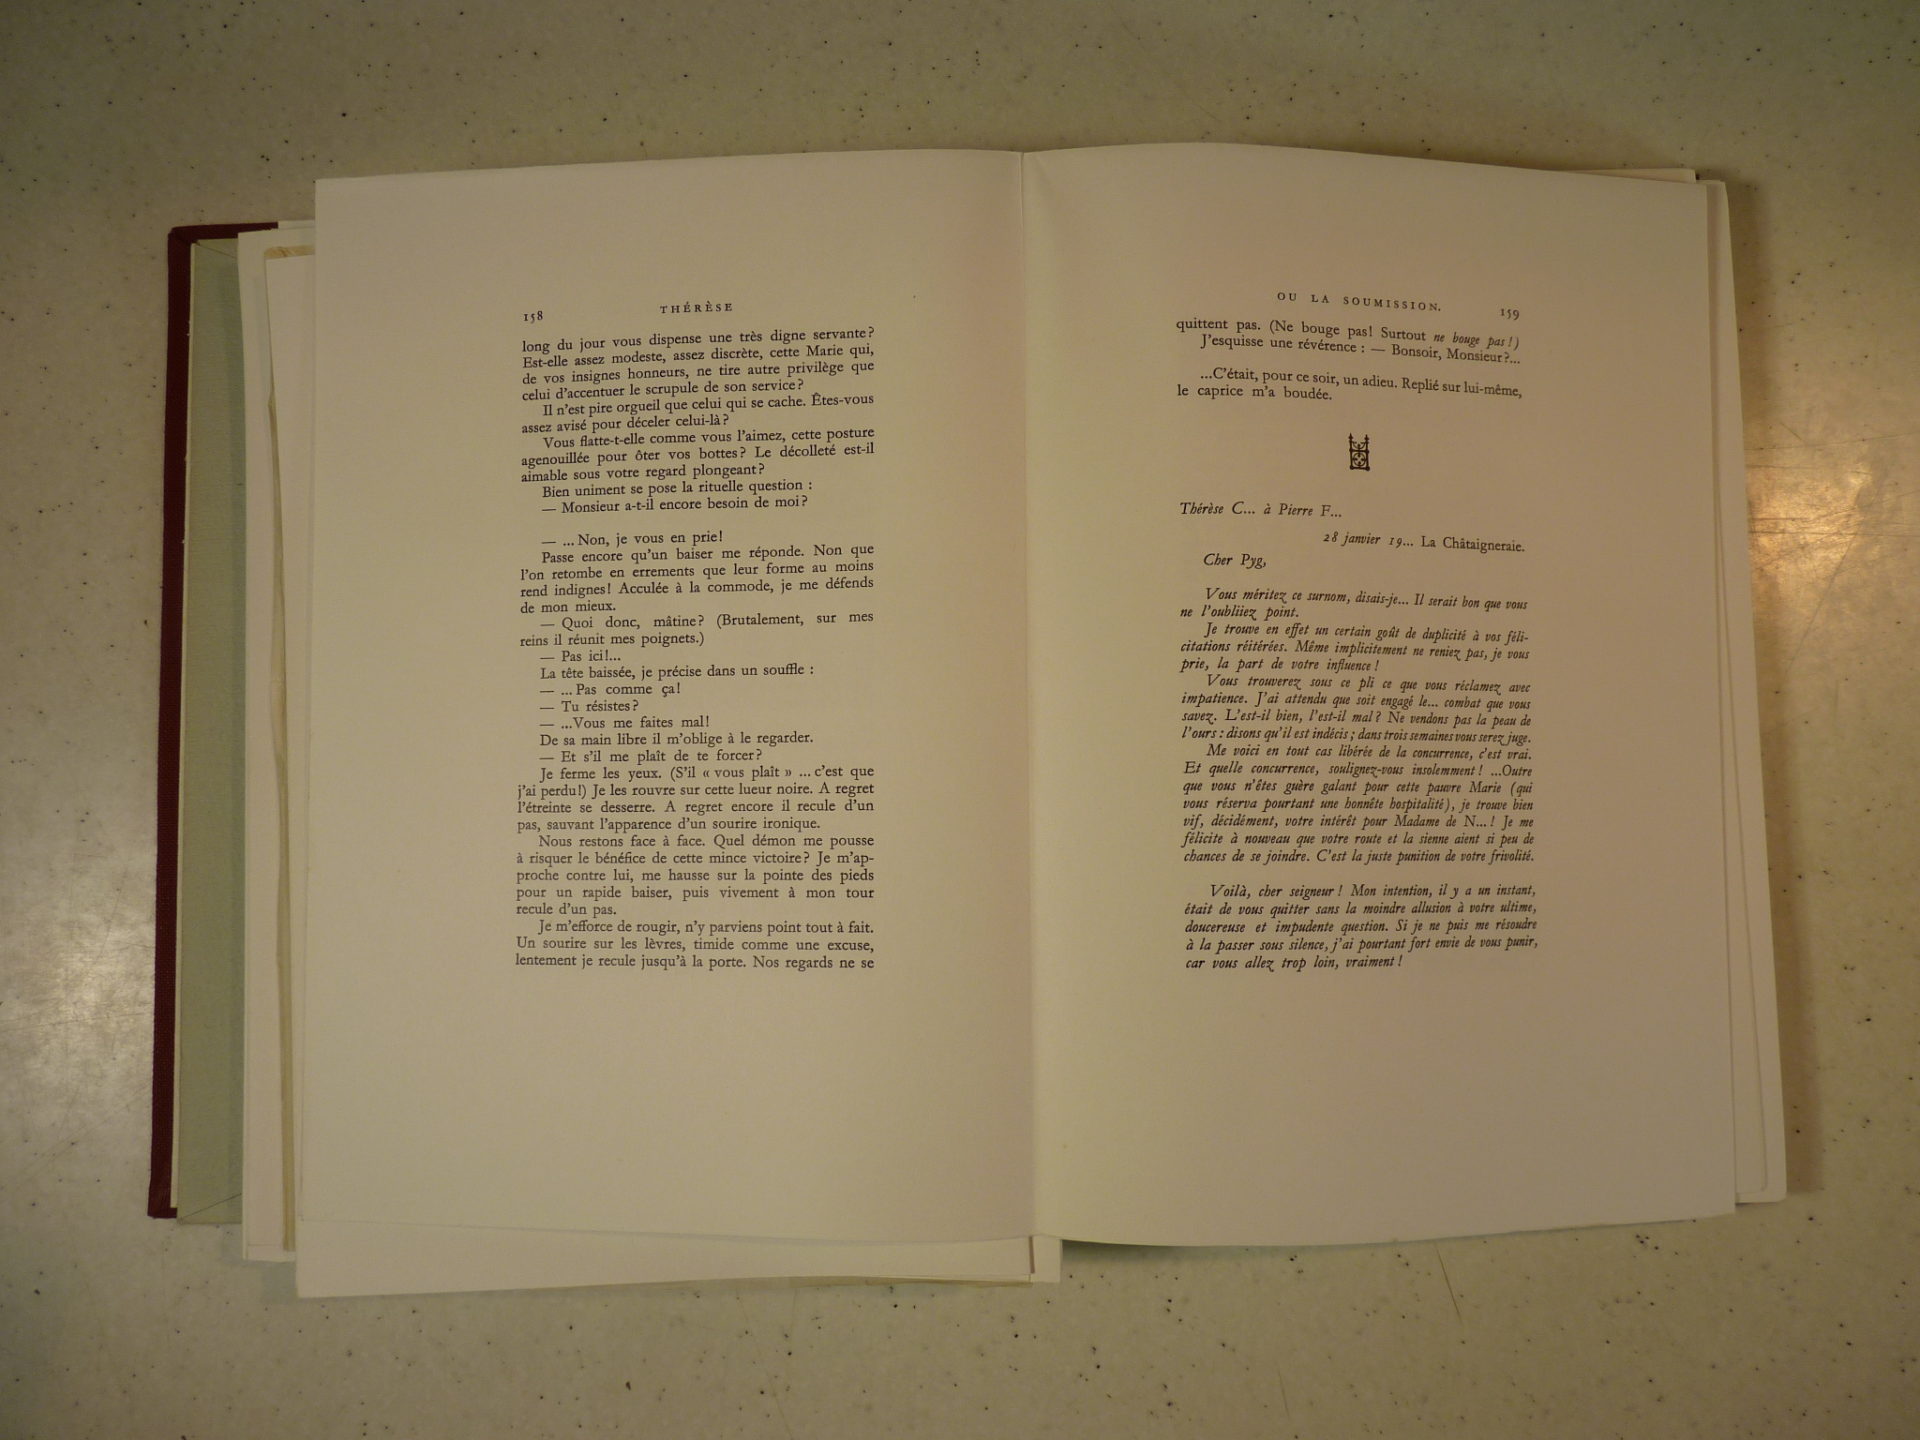 158
THÉRÈSE
long du jour vous dispense une très digne servante?
Est-elle assez modeste, assez discrète, cette Marie qui,
de vos insignes honneurs, ne tire autre privilège que
celui d'accentuer le scrupule de son service?
Il n'est pire orgueil que celui qui se cache. Êtes-vous
assez avisé pour déceler celui-là?
Vous flatte-t-elle comme vous l'aimez, cette posture
agenouillée pour ôter vos bottes? Le décolleté est-il
aimable sous votre regard plongeant?
Bien uniment se pose la rituelle question :
— Monsieur a-t-il encore besoin de moi?
— ... Non, je vous en prie!
Passe encore qu'un baiser me réponde. Non que
l'on retombe en errements que leur forme au moins
rend indignes! Acculée à la commode, je me défends
de mon mieux.
— Quoi donc, mâtine? (Brutalement, sur mes
reins il réunit mes poignets.)
— Pas ici!...
La tête baissée, je précise dans un souffle :
— ... Pas comme ça!
— Tu résistes?
— ...Vous me faites mal!
De sa main libre il m'oblige à le regarder.
— Et s'il me plaît de te forcer?
Je ferme les yeux. (S'il « vous plaît » ... c'est que
j'ai perdu!) Je les rouvre sur cette lueur noire. A regret
l'étreinte se desserre. A regret encore il recule d'un
pas, sauvant l'apparence d'un sourire ironique.
Nous restons face à face. Quel démon me pousse
à risquer le bénéfice de cette mince victoire? Je m'ap-
proche contre lui, me hausse sur la pointe des pieds
pour un rapide baiser, puis vivement à mon tour
recule d'un pas.
Je m'efforce de rougir, n'y parviens point tout à fait.
Un sourire sur les lèvres, timide comme une excuse,
lentement je recule jusqu'à la porte. Nos regards ne se
OU LA SOUMISSION.
159
quittent pas. (Ne bouge pas! Surtout ne bouge pas!)
J'esquisse une révérence : — Bonsoir, Monsieur?...
...C'était, pour ce soir, un adieu. Replié sur lui-même,
le caprice m'a boudée.
Thérèse C... à Pierre F...
28 janvier 19... La Châtaigneraie.
Cher Pyg,
Vous méritez ce surnom, disais-je... Il serait bon que vous
ne l'oubliiez point.
Je trouve en effet un certain goût de duplicité à vos féli-
citations réitérées. Même implicitement ne reniez pas, je vous
prie, la part de votre influence!
Vous trouverez sous ce pli ce que vous réclamez avec
impatience. J'ai attendu que soit engagé le... combat que vous
savez. L'est-il bien, l'est-il mal? Ne vendons pas la peau de
l'ours : disons qu'il est indécis; dans trois semaines vous serez juge.
Me voici en tout cas libérée de la concurrence, c'est vrai.
Et quelle concurrence, soulignez-vous insolemment! ...Outre
que vous n'êtes guère galant pour cette pauvre Marie (qui
vous réserva pourtant une honnête hospitalité), je trouve bien
vif, décidément, votre intérêt pour Madame de N...! Je me
félicite à nouveau que votre route et la sienne aient si peu de
chances de se joindre. C'est la juste punition de votre frivolité.
Voilà, cher seigneur! Mon intention, il y a un instant,
était de vous quitter sans la moindre allusion à votre ultime,
doucereuse et impudente question. Si je ne puis me résoudre
à la passer sous silence, j'ai pourtant fort envie de vous punir,
car vous allez trop loin, vraiment!